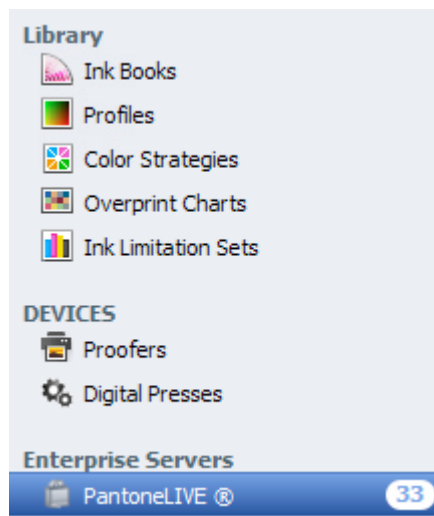 Library
Ink Books
Profiles
Color Strategies
Overprint Charts
Ink Limitation Sets
DEVICES
Proofers
Digital Presses
Enterprise Servers
PantoneLIVE ® 33